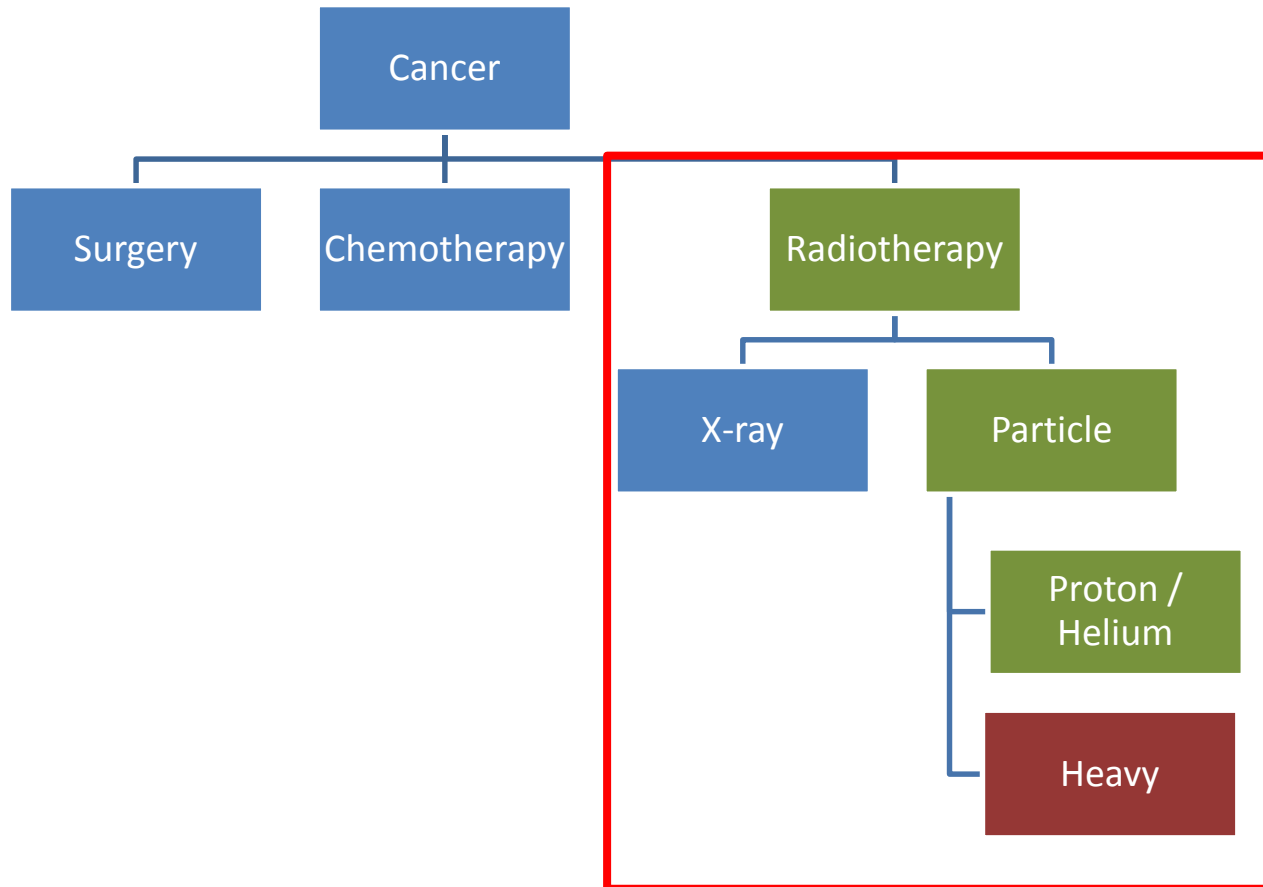 Cancer
Surgery
Chemotherapy
Radiotherapy
X-ray
Particle
Proton /
Helium
Heavy